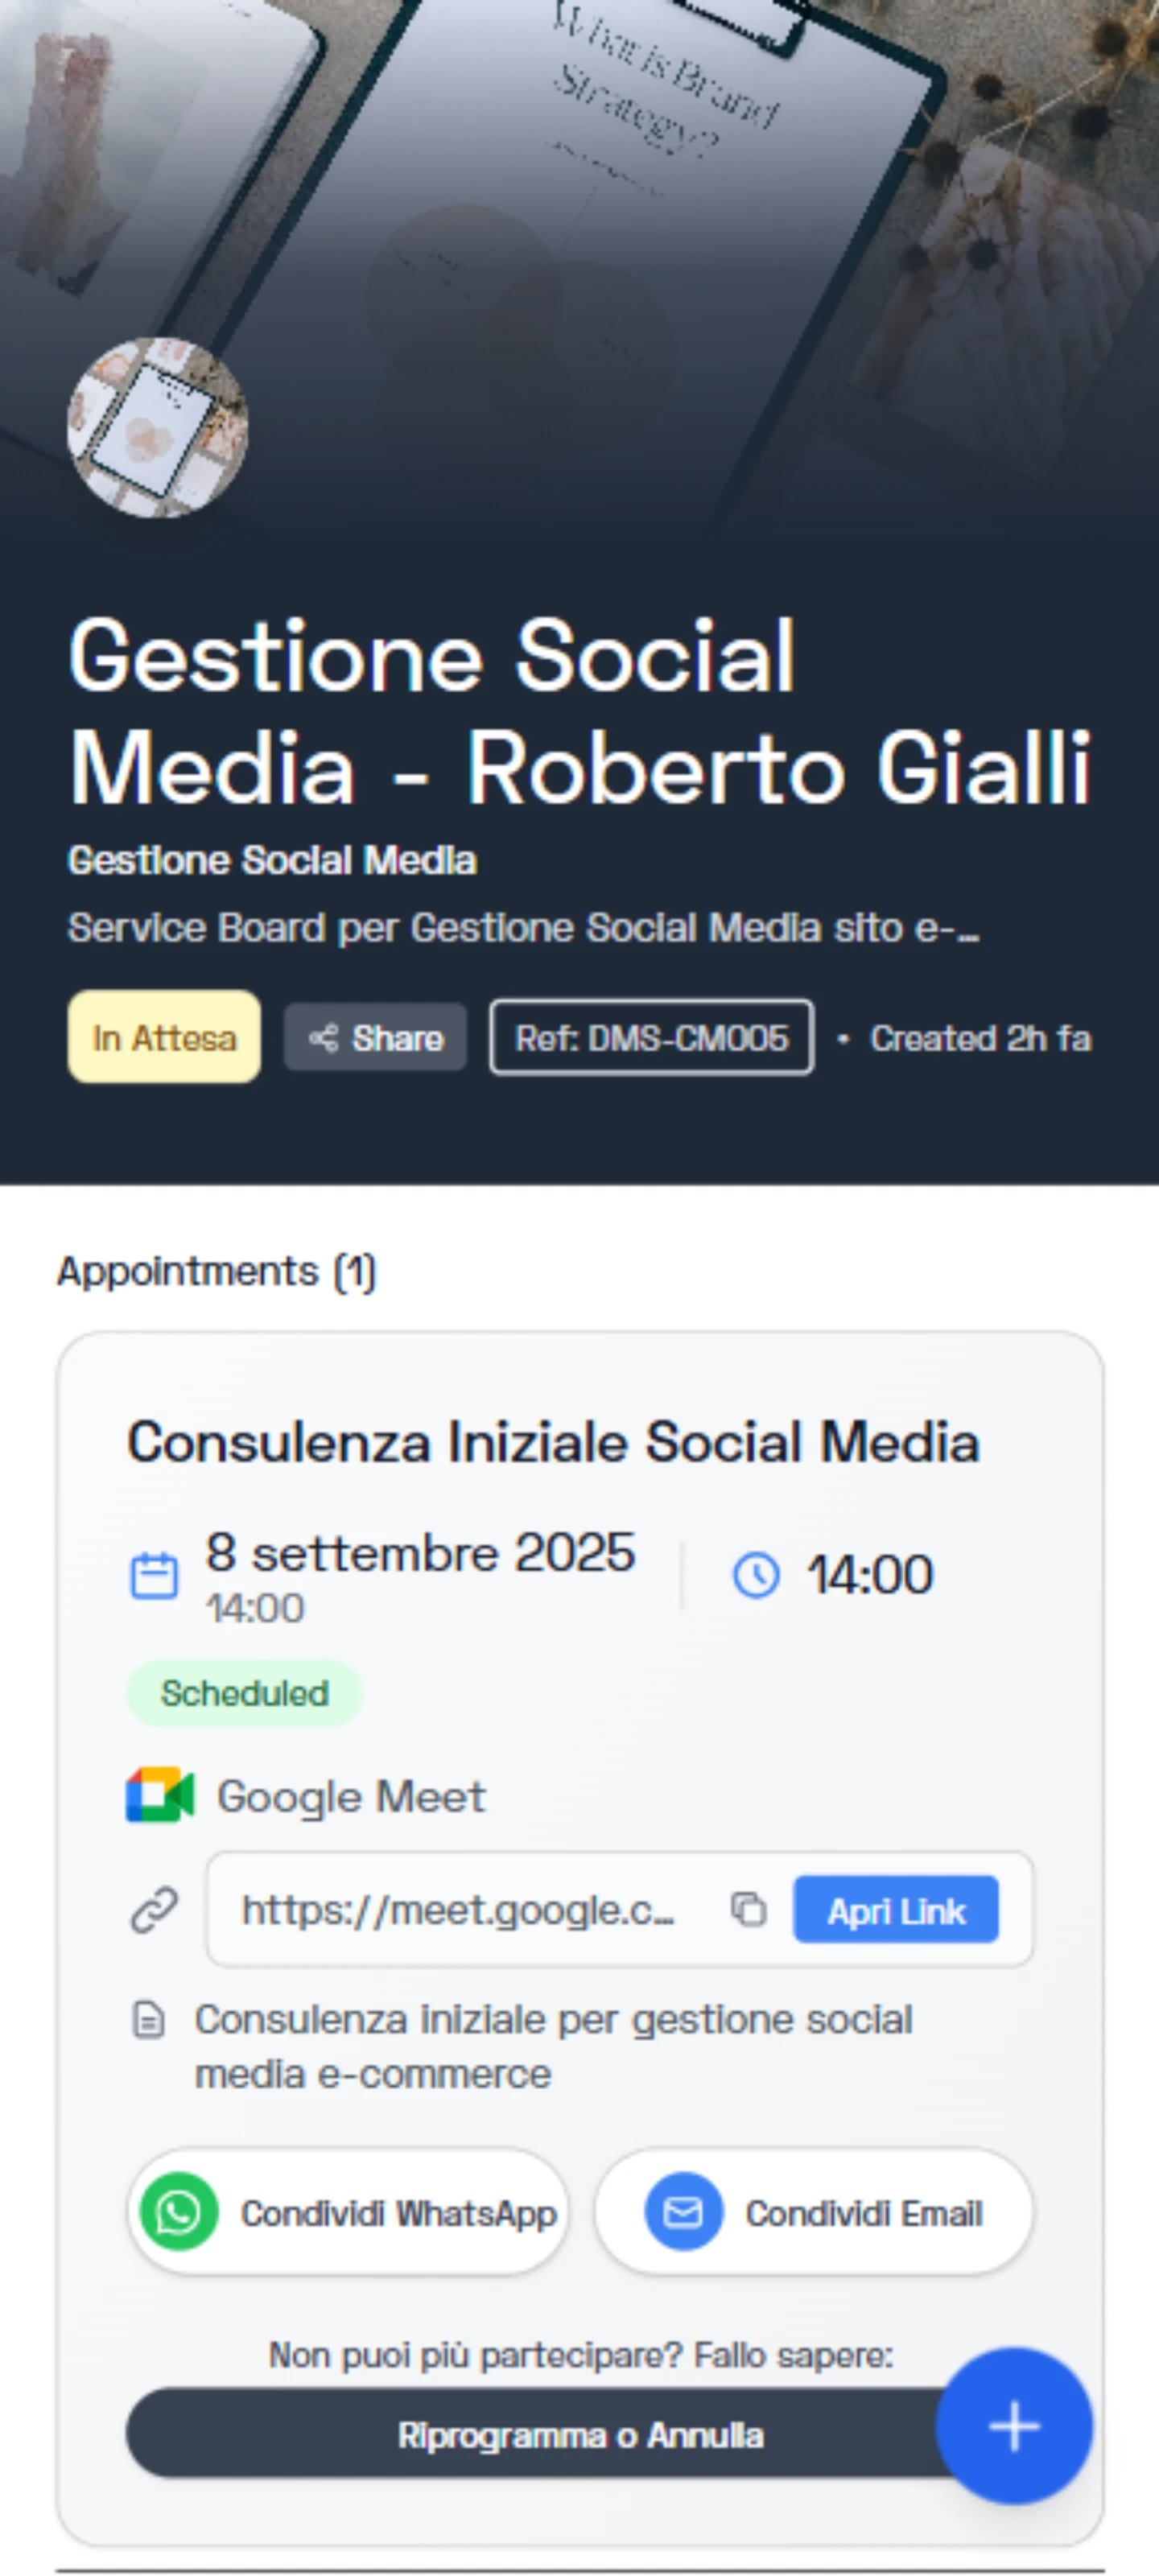 What is Brand
Strategy?
Gestione Social
Media - Roberto Gialli
Gestione Social Media
Service Board per Gestione Social Media sito e-...
In Attesa
Share
Ref: DMS-CM005
• Created 2h fa
Appointments (1)
Consulenza Iniziale Social Media
8 settembre 2025
14:00
14:00
Scheduled
Google Meet
https://meet.google.c...
Apri Link
Consulenza iniziale per gestione social
media e-commerce
Condividi WhatsApp
Condividi Email
Non puoi più partecipare? Fallo sapere:
Riprogramma o Annulla